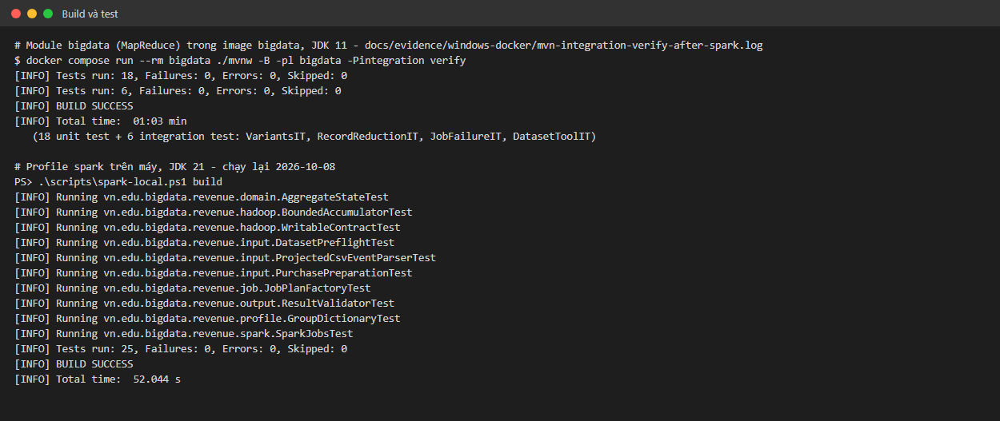 Build và test
# Module bigdata (MapReduce) trong image bigdata, JDK 11 - docs/evidence/windows-docker/mvn-integration-verify-after-spark.log
$ docker compose run --rm bigdata ./mvnw -B -pl bigdata -Pintegration verify
[INFO] Tests run: 18, Failures: 0, Errors: 0, Skipped: 0
[INFO] Tests run: 6, Failures: 0, Errors: 0, Skipped: 0
[INFO] BUILD SUCCESS
[INFO] Total time:  01:03 min
(18 unit test + 6 integration test: VariantsIT, RecordReductionIT, JobFailureIT, DatasetToolIT)
# Profile spark trên máy, JDK 21 - chạy lại 2026-10-08
PS> .\scripts\spark-local.ps1 build
[INFO] Running vn.edu.bigdata.revenue.domain.AggregateStateTest
[INFO] Running vn.edu.bigdata.revenue.hadoop.BoundedAccumulatorTest
[INFO] Running vn.edu.bigdata.revenue.hadoop.WritableContractTest
[INFO] Running vn.edu.bigdata.revenue.input.DatasetPreflightTest
[INFO] Running vn.edu.bigdata.revenue.input.ProjectedCsvEventParserTest
[INFO] Running vn.edu.bigdata.revenue.input.PurchasePreparationTest
[INFO] Running vn.edu.bigdata.revenue.job.JobPlanFactoryTest
[INFO] Running vn.edu.bigdata.revenue.output.ResultValidatorTest
[INFO] Running vn.edu.bigdata.revenue.profile.GroupDictionaryTest
[INFO] Running vn.edu.bigdata.revenue.spark.SparkJobsTest
[INFO] Tests run: 25, Failures: 0, Errors: 0, Skipped: 0
[INFO] BUILD SUCCESS
[INFO] Total time:  52.044 s